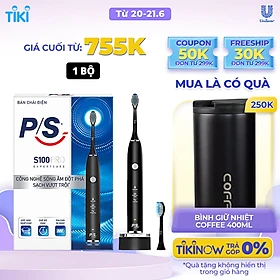 TIKI
Từ 20-21.6
Unilever
GIÁ CUỐI TỪ: 755K
1 BỘ
COUPON
50K
ĐƠN TỪ 299K
FREESHIP
30K
ĐƠN TỪ 299K
MUA LÀ CÓ QUÀ
250K
BÀN CHẢI ĐIỆN
P/S
S100 PRO
EXPERTCARE
CÔNG NGHỆ SÓNG ÂM ĐỘT PHÁ
SẠCH VƯỢT TRỘI
COFFEE
BÌNH GIỮ NHIỆT
COFFEE 400ML
TIKINOW TRẢ GÓP 0%
*Quà tặng không hiển thị
trong giỏ hàng